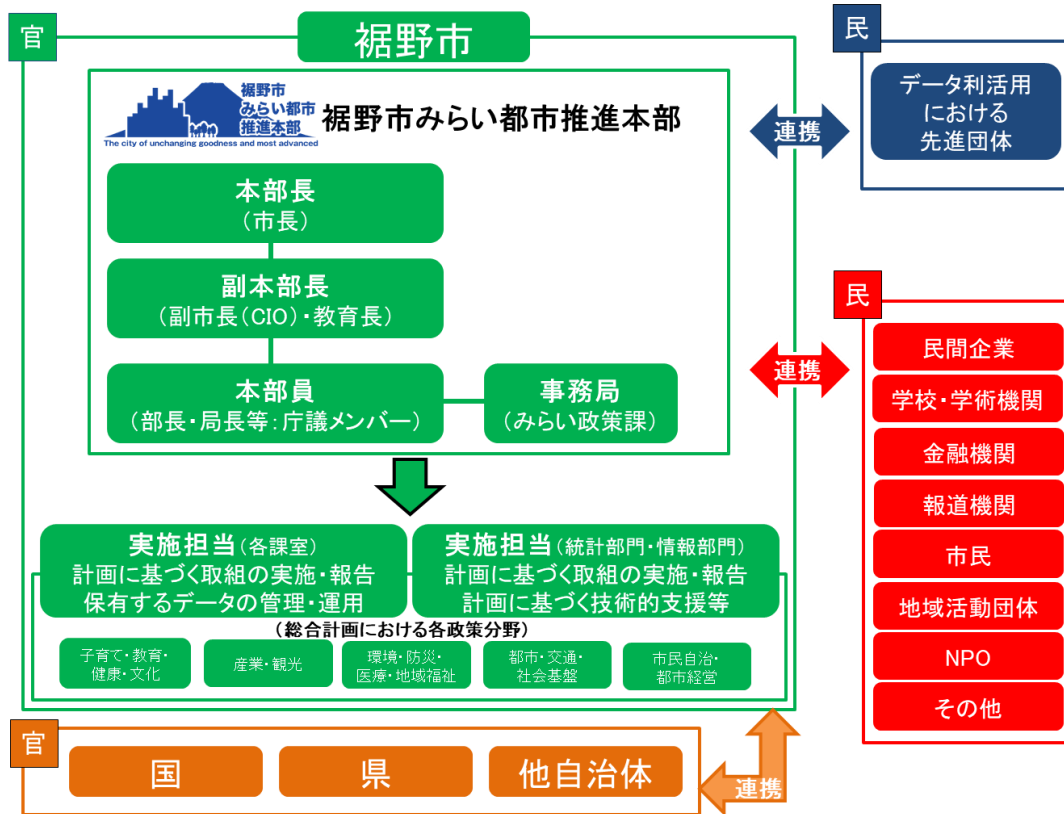 官
裾野市
裾野市
みらい都市
推進本部
The city of unchanging goodness and most advanced
裾野市みらい都市推進本部
本部長
(市長)
副本部長
(副市長(CIO)・教育長)
本部員
(部長・局長等:庁議メンバー)
事務局
(みらい政策課)
実施担当(各課室)
計画に基づく取組の実施・報告
保有するデータの管理・運用
実施担当(統計部門・情報部門)
計画に基づく取組の実施・報告
計画に基づく技術的支援等
(総合計画における各政策分野)
子育て・教育・
健康・文化
産業・観光
環境・防災・
医療・地域福祉
都市・交通・
社会基盤
市民自治・
都市経営
連携
民
データ利活用
における
先進団体
連携
民
民間企業
学校・学術機関
金融機関
報道機関
市民
地域活動団体
NPO
その他
官
国
県
他自治体
連携